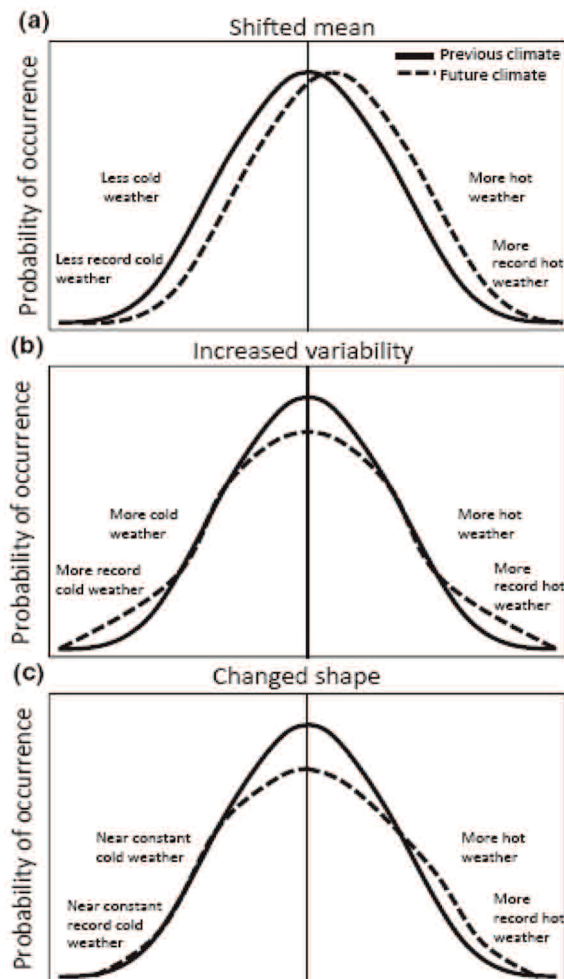 (a)
Shifted mean
Previous climate
Future climate
Probability of occurrence
Less cold
weather
Less record cold
weather
More hot
weather
More
record hot
weather
(b)
Increased variability
Probability of occurrence
More cold
weather
More record
cold weather
More hot
weather
More
record hot
weather
(c)
Changed shape
Probability of occurrence
Near constant
cold weather
Near constant
record cold
weather
More hot
weather
More
record hot
weather